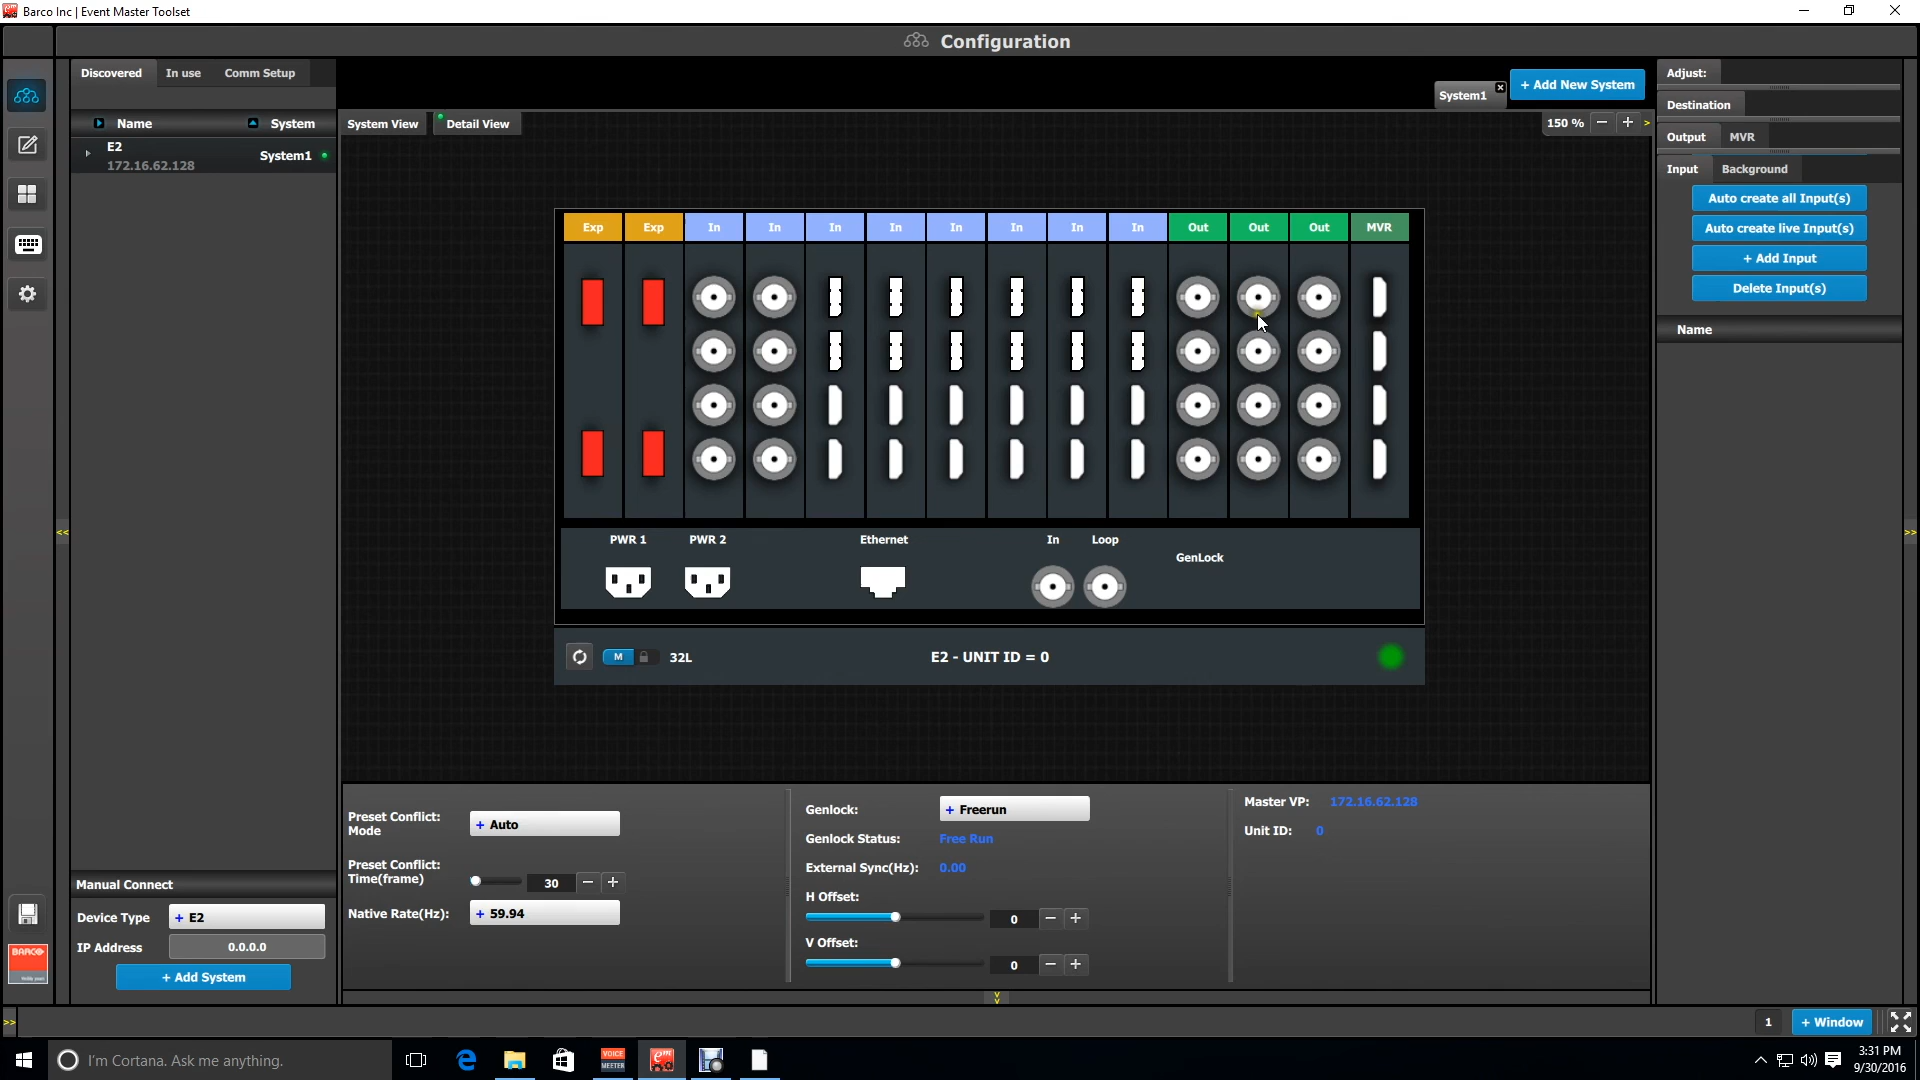 Barco Inc | Event Master Toolset
Configuration
Discovered In use Comm Setup
Name System
E2 System1
172.16.62.128
System View Detail View
System1 + Add New System
150 % >
Exp Exp In In In In In In In In Out Out Out MVR
PWR 1 PWR 2 Ethernet In Loop
GenLock
M 32L E2 - UNIT ID = 0
Adjust:
Destination
Output MVR
Input Background
Auto create all Input(s)
Auto create live Input(s)
+ Add Input
Delete Input(s)
Name
<<
>>
Preset Conflict:
Mode + Auto
Preset Conflict:
Time(frame) 30
Native Rate(Hz): + 59.94
Genlock: + Freerun
Genlock Status: Free Run
External Sync(Hz): 0.00
H Offset:
0
V Offset:
0
Master VP: 172.16.62.128
Unit ID: 0
Manual Connect
Device Type + E2
IP Address 0.0.0.0
+ Add System
BARCO
>>
1 + Window
I'm Cortana. Ask me anything.
VOICE
MEETER
em
3:31 PM
9/30/2016